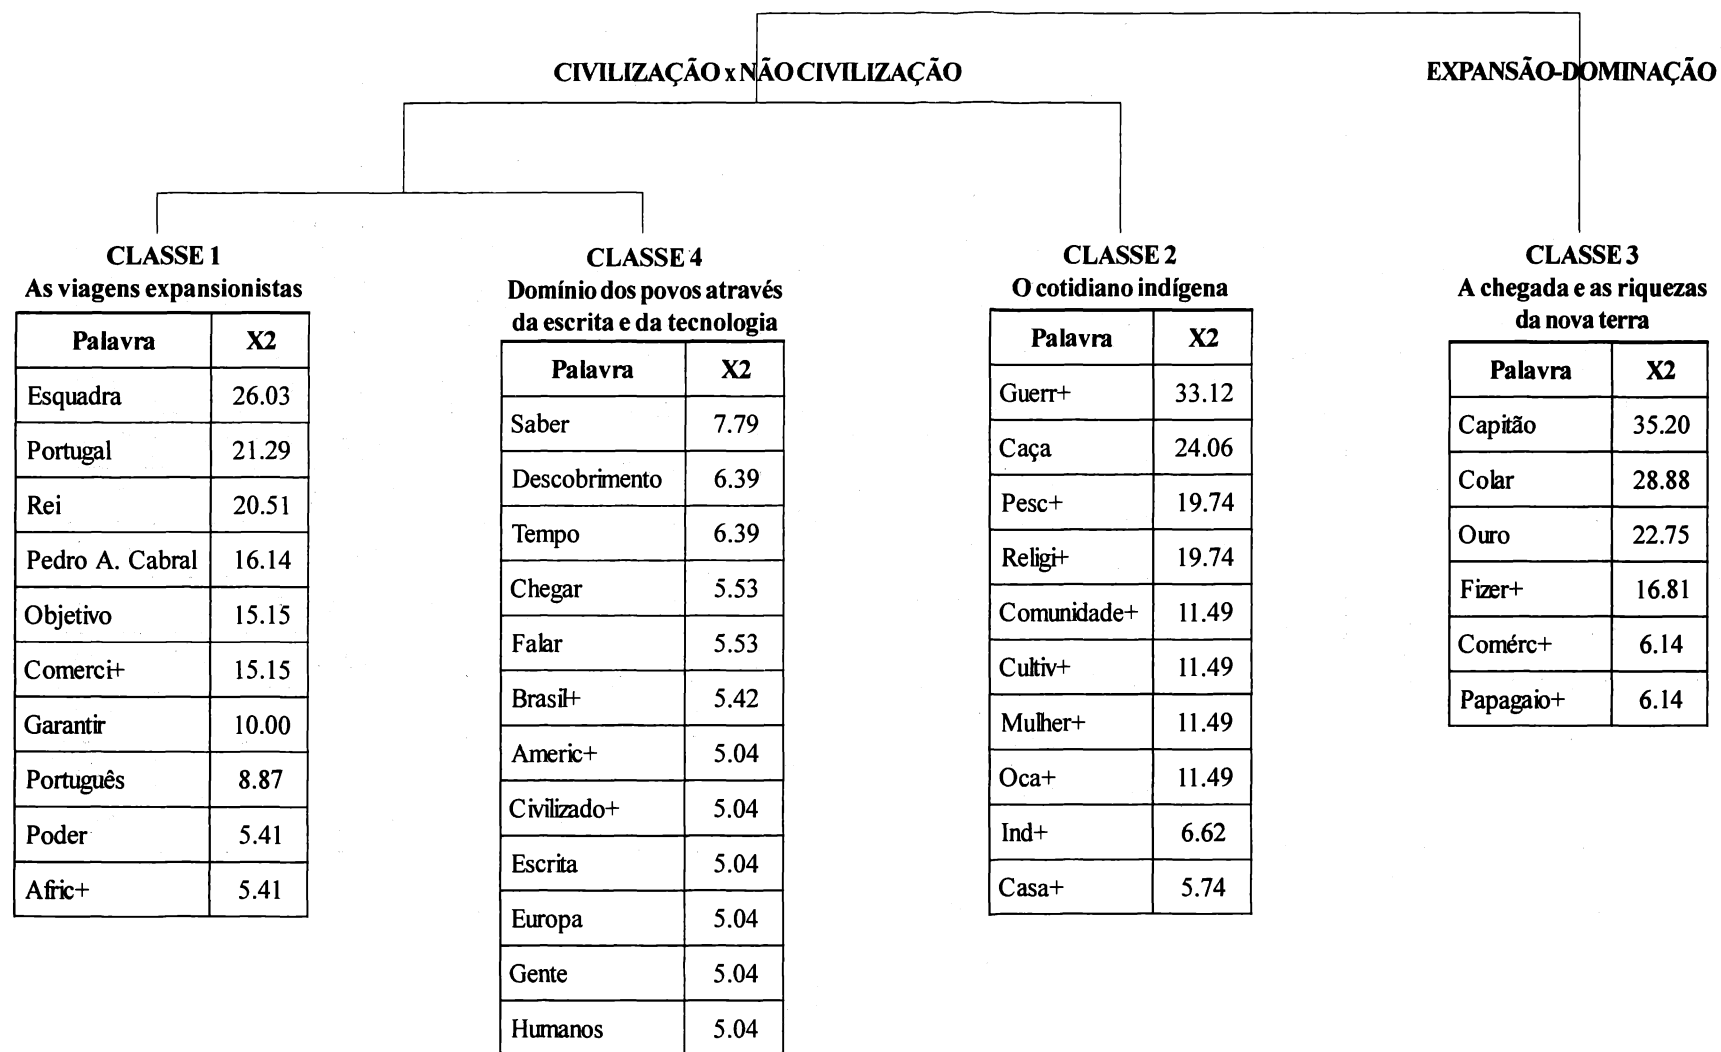 CIVILIZAÇÃO x NÃO CIVILIZAÇÃO
EXPANSÃO-DOMINAÇÃO
CLASSE 1
As viagens expansionistas
Palavra X2
Esquadra 26.03
Portugal 21.29
Rei 20.51
Pedro A. Cabral 16.14
Objetivo 15.15
Comerci+ 15.15
Garantir 10.00
Português 8.87
Poder 5.41
Afric+ 5.41
CLASSE 4
Domínio dos povos através
da escrita e da tecnologia
Palavra X2
Saber 7.79
Descobrimento 6.39
Tempo 6.39
Chegar 5.53
Falar 5.53
Brasil+ 5.42
Americ+ 5.04
Civilizado+ 5.04
Escrita 5.04
Europa 5.04
Gente 5.04
Humanos 5.04
CLASSE 2
O cotidiano indígena
Palavra X2
Guerr+ 33.12
Caça 24.06
Pesc+ 19.74
Religi+ 19.74
Comunidade+ 11.49
Cultiv+ 11.49
Mulher+ 11.49
Oca+ 11.49
Ind+ 6.62
Casa+ 5.74
CLASSE 3
A chegada e as riquezas
da nova terra
Palavra X2
Capitão 35.20
Colar 28.88
Ouro 22.75
Fizer+ 16.81
Comérc+ 6.14
Papagaio+ 6.14